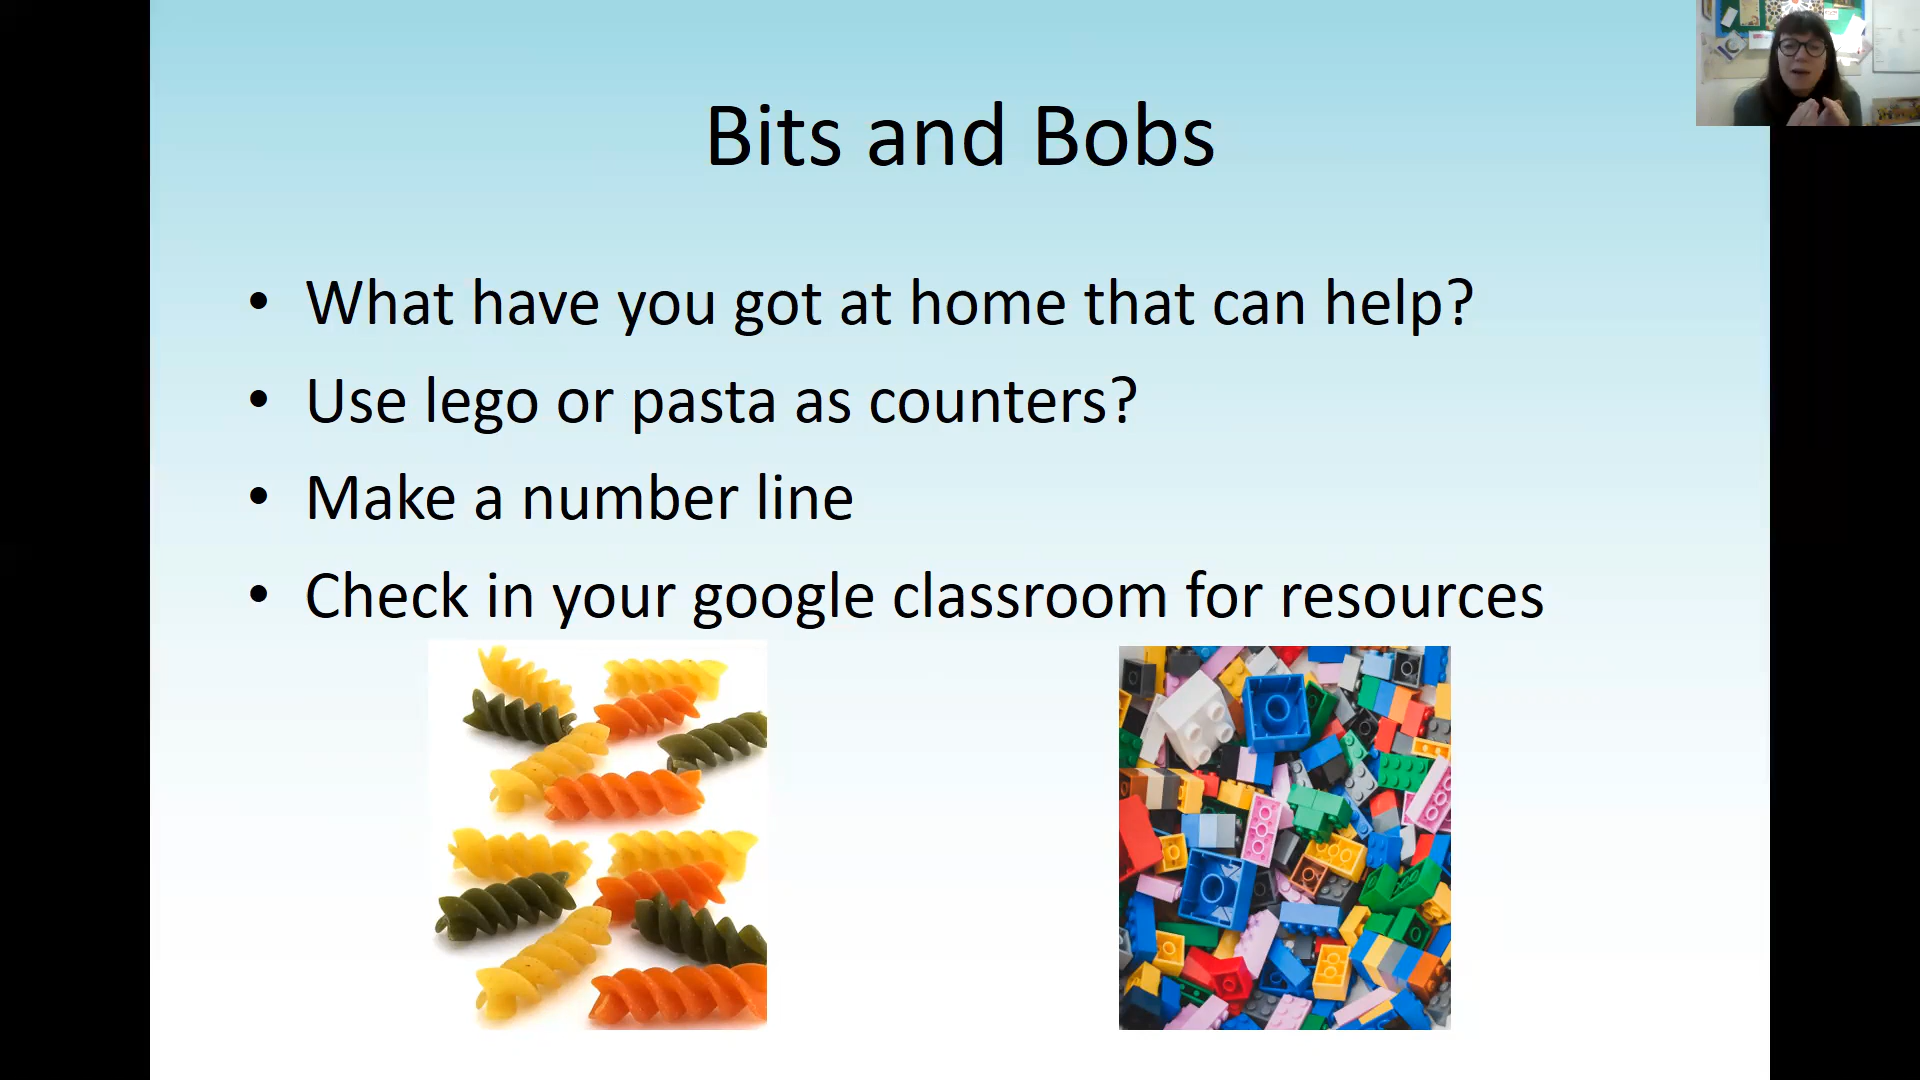 Bits and Bobs
• What have you got at home that can help?
• Use lego or pasta as counters?
• Make a number line
• Check in your google classroom for resources